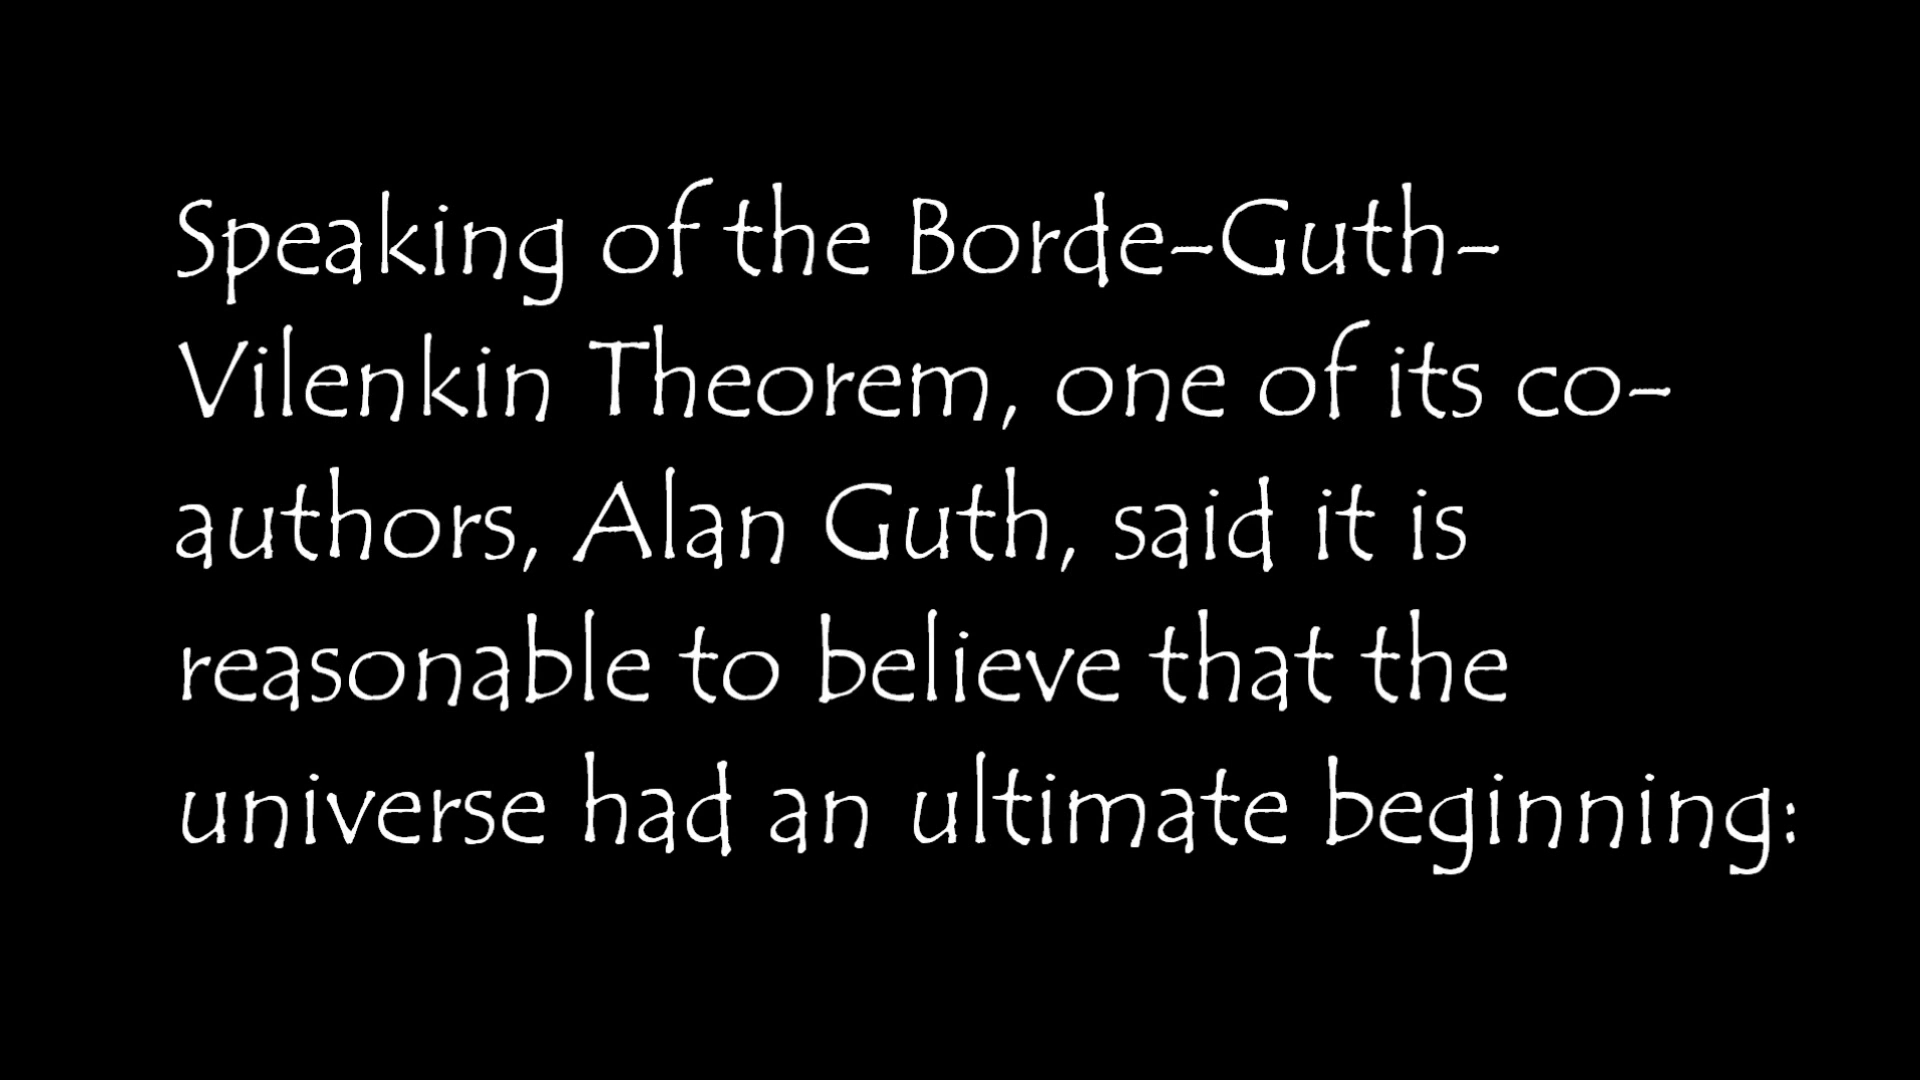 Speaking of the Borde-Guth-
Vilenkin Theorem, one of its co-
authors, Alan Guth, said it is
reasonable to believe that the
universe had an ultimate beginning: